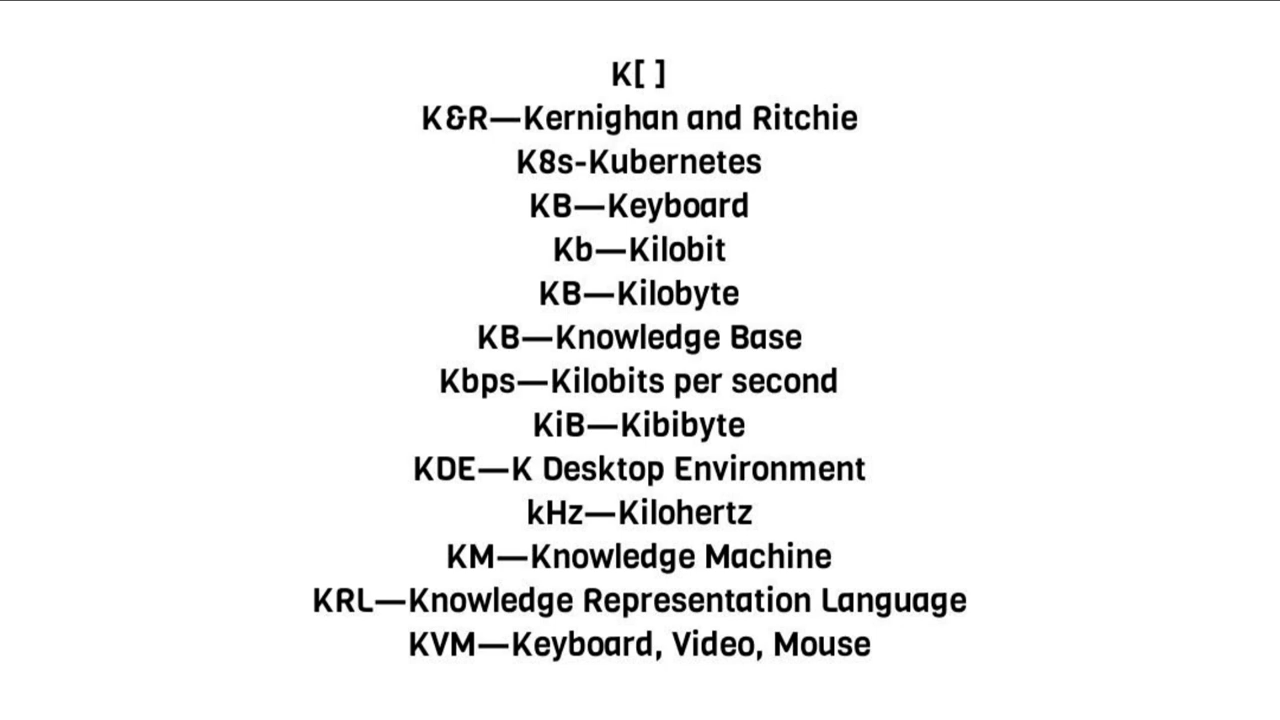 K[ ]
K&R—Kernighan and Ritchie
K8s-Kubernetes
KB—Keyboard
Kb—Kilobit
KB—Kilobyte
KB—Knowledge Base
Kbps—Kilobits per second
KiB—Kibibyte
KDE—K Desktop Environment
kHz—Kilohertz
KM—Knowledge Machine
KRL—Knowledge Representation Language
KVM—Keyboard, Video, Mouse